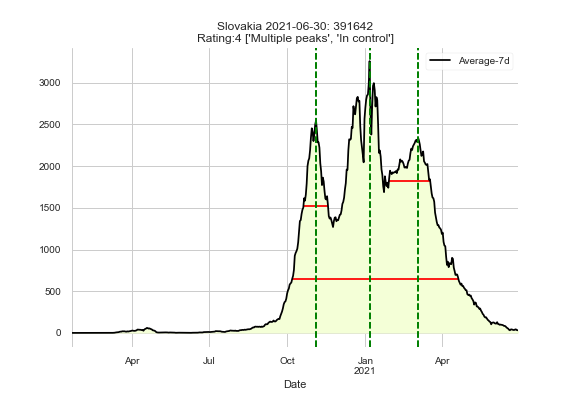 Slovakia 2021-06-30: 391642
Rating:4 ['Multiple peaks', 'In control']
Average-7d
3000
2500
2000
1500
1000
500
0
Apr
Jul
Oct
Jan
2021
Apr
Date